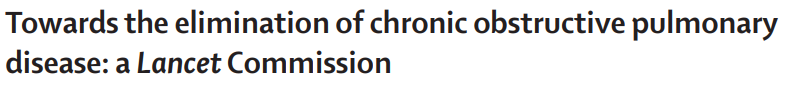 Towards the elimination of chronic obstructive pulmonary
disease: a Lancet Commission